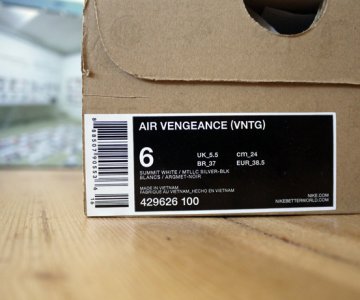 AIR VENGEANCE (VNTG)
6
UK_5.5 cm_24
BR_37 EUR_38.5
SUMMIT WHITE / MTLLC SILVER-BLK
BLANCS / ARGMET-NOIR
MADE IN VIETNAM
FABRIQUE AU VIETNAM_HECHO EN VIETNAM
429626 100
NIKE.COM
NIKEBETTERWORLD.COM